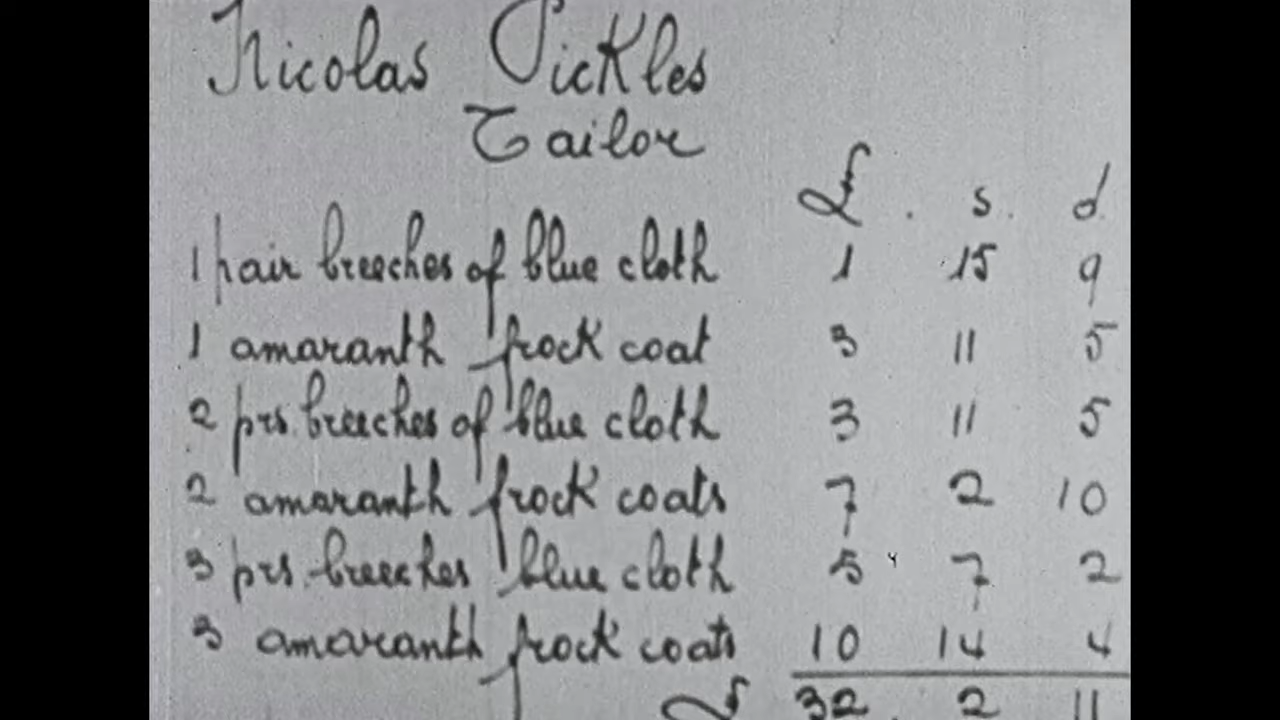 Nicolas Pickles
Tailor
£. s. d.
1 pair breeches of blue cloth 1 15 9
1 amaranth frock coat 3 11 5
2 prs. breeches of blue cloth 3 11 5
2 amaranth frock coats 7 2 10
3 prs. breeches blue cloth 5 7 2
3 amaranth frock coats 10 14 4
£ 32 2 11